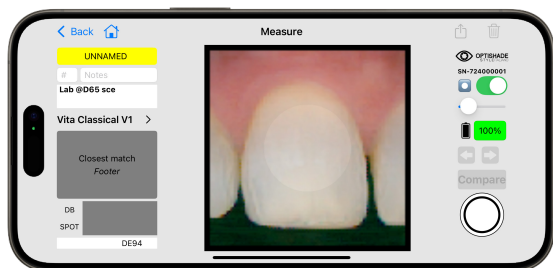 Back
Measure
UNNAMED
# Notes
Lab @D65 sce
Vita Classical V1
Closest match
Footer
DB
SPOT
DE94
OPTISHADE
SN-724000001
100%
Compare